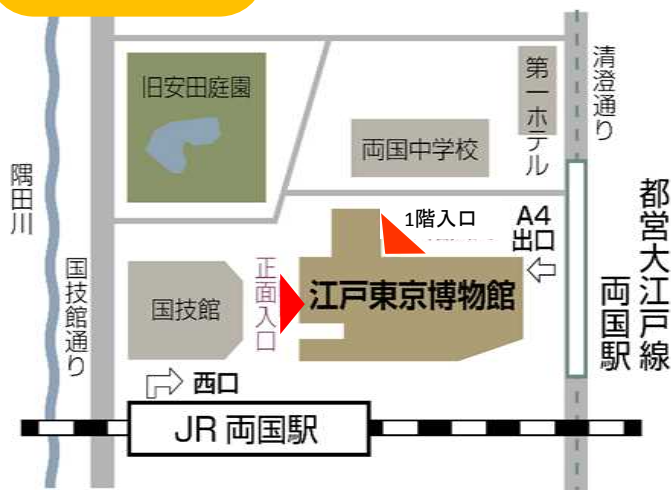 旧安田庭園
第一ホテル
清澄通り
両国中学校
隅田川
1階入口
A4
出口
都営大江戸線
両国駅
国技館通り
国技館
正面入口
江戸東京博物館
西口
JR 両国駅